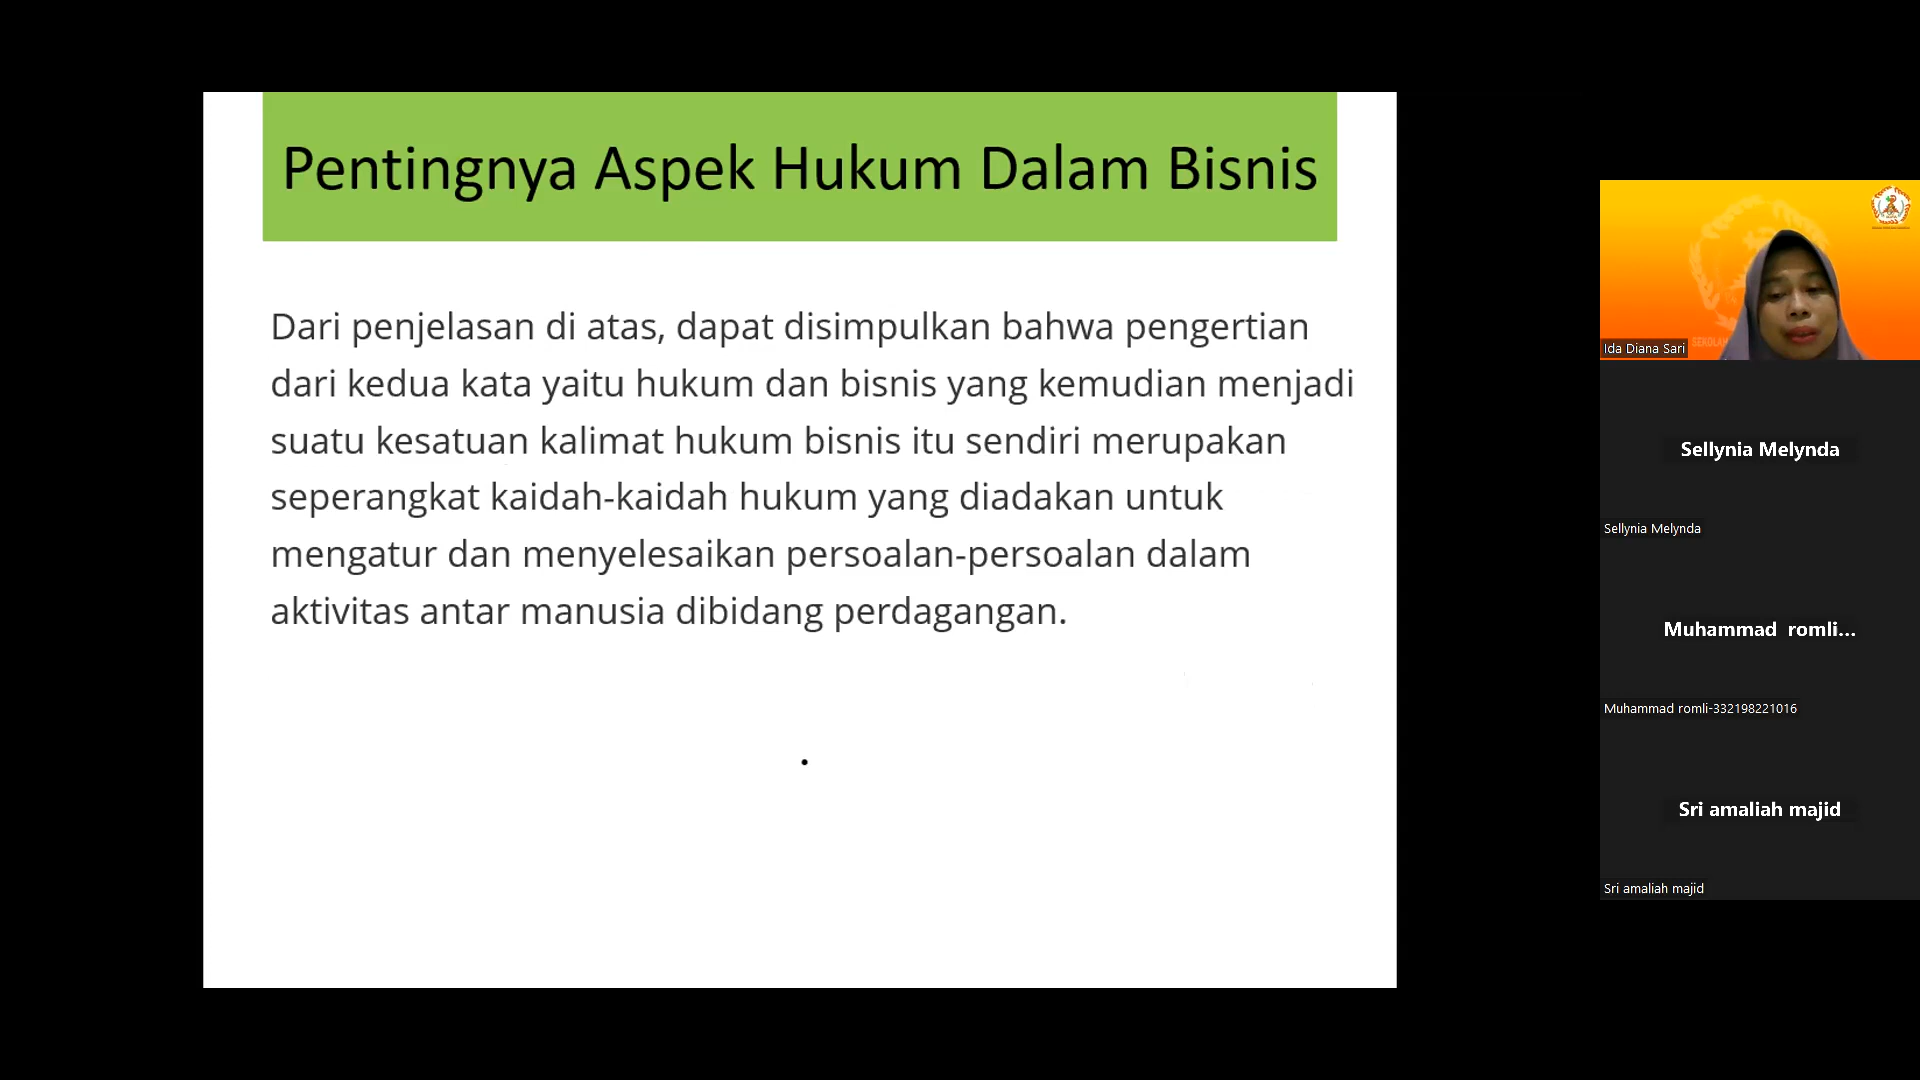 Pentingnya Aspek Hukum Dalam Bisnis
Dari penjelasan di atas, dapat disimpulkan bahwa pengertian
dari kedua kata yaitu hukum dan bisnis yang kemudian menjadi
suatu kesatuan kalimat hukum bisnis itu sendiri merupakan
seperangkat kaidah-kaidah hukum yang diadakan untuk
mengatur dan menyelesaikan persoalan-persoalan dalam
aktivitas antar manusia dibidang perdagangan.
.
Ida Diana Sari
Sellynia Melynda
Sellynia Melynda
Muhammad romli...
Muhammad romli-332198221016
Sri amaliah majid
Sri amaliah majid